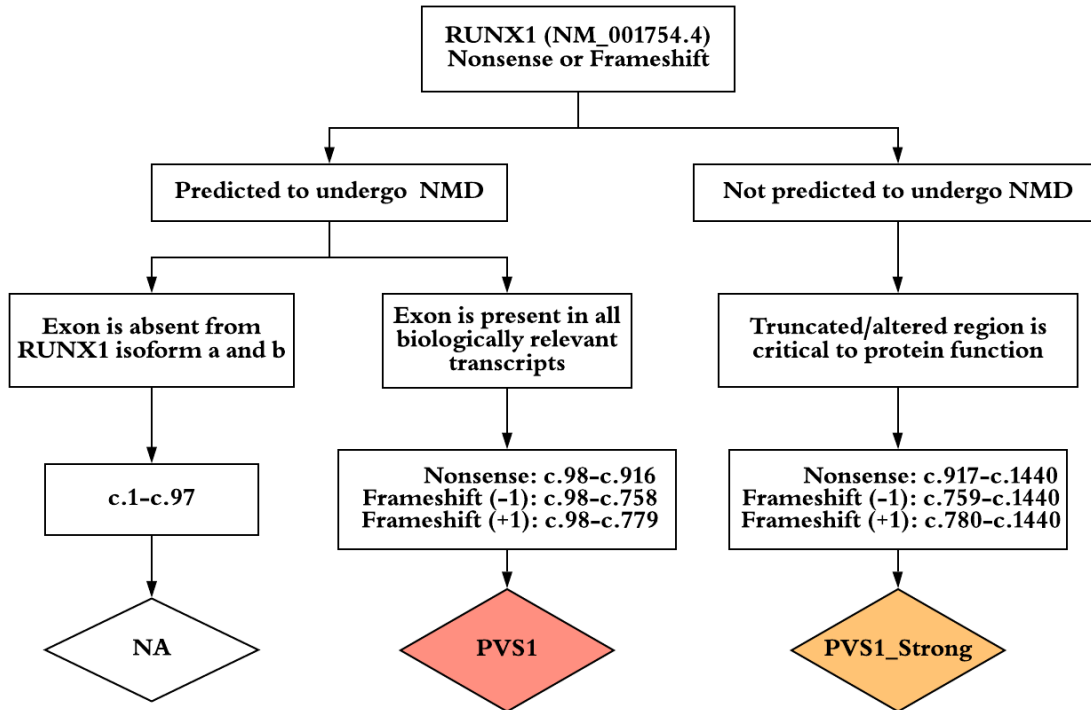 RUNX1 (NM_001754.4)
Nonsense or Frameshift
Predicted to undergo NMD
Not predicted to undergo NMD
Exon is absent from
RUNX1 isoform a and b
Exon is present in all
biologically relevant
transcripts
Truncated/altered region is
critical to protein function
c.1-c.97
Nonsense: c.98-c.916
Frameshift (-1): c.98-c.758
Frameshift (+1): c.98-c.779
Nonsense: c.917-c.1440
Frameshift (-1): c.759-c.1440
Frameshift (+1): c.780-c.1440
NA
PVS1
PVS1_Strong